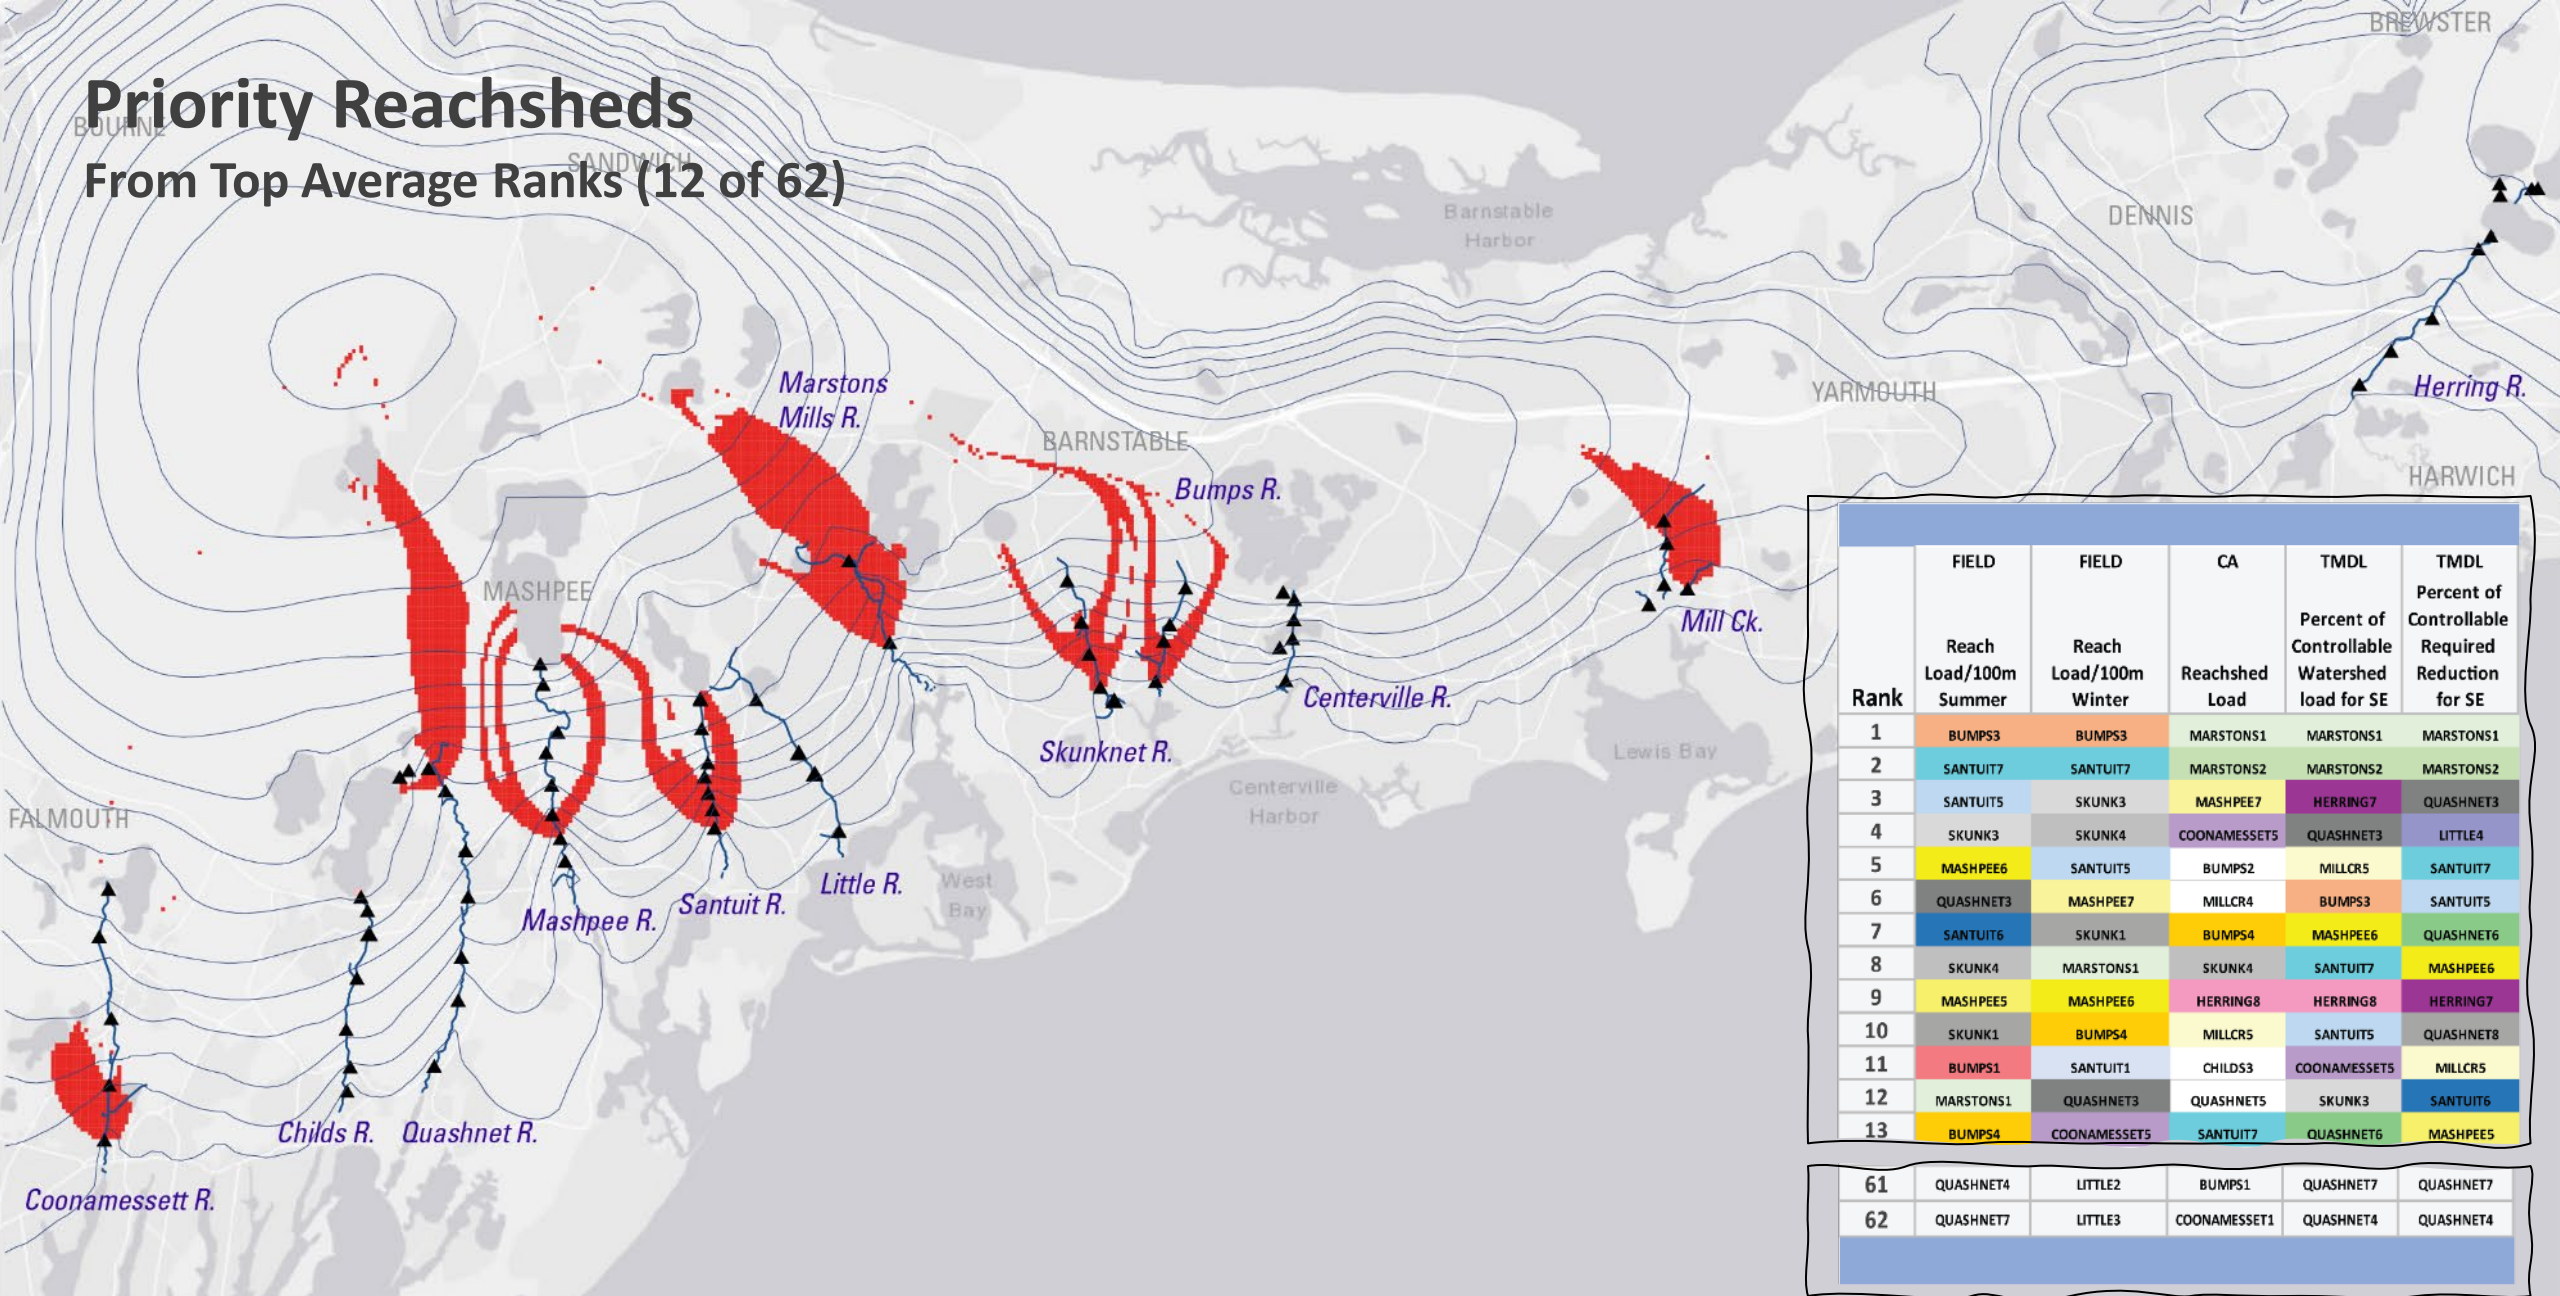 Priority Reachsheds
From Top Average Ranks (12 of 62)
BOURNE
SANDWICH
BREWSTER
Barnstable
Harbor
DENNIS
Marstons
Mills R.
YARMOUTH
Herring R.
BARNSTABLE
Bumps R.
HARWICH
MASHPEE
Mill Ck.
Centerville R.
Skunknet R.
Lewis Bay
Centerville
Harbor
FALMOUTH
Little R.
West
Bay
Santuit R.
Mashpee R.
Childs R.
Quashnet R.
Coonamessett R.
FIELD FIELD CA TMDL TMDL
Rank
Reach
Load/100m
Summer
Reach
Load/100m
Winter
Reachshed
Load
Percent of
Controllable
Watershed
load for SE
Percent of
Controllable
Required
Reduction
for SE
1 BUMPS3 BUMPS3 MARSTONS1 MARSTONS1 MARSTONS1
2 SANTUIT7 SANTUIT7 MARSTONS2 MARSTONS2 MARSTONS2
3 SANTUIT5 SKUNK3 MASHPEE7 HERRING7 QUASHNET3
4 SKUNK3 SKUNK4 COONAMESSET5 QUASHNET3 LITTLE4
5 MASHPEE6 SANTUIT5 BUMPS2 MILLCR5 SANTUIT7
6 QUASHNET3 MASHPEE7 MILLCR4 BUMPS3 SANTUIT5
7 SANTUIT6 SKUNK1 BUMPS4 MASHPEE6 QUASHNET6
8 SKUNK4 MARSTONS1 SKUNK4 SANTUIT7 MASHPEE6
9 MASHPEE5 MASHPEE6 HERRING8 HERRING8 HERRING7
10 SKUNK1 BUMPS4 MILLCR5 SANTUIT5 QUASHNET8
11 BUMPS1 SANTUIT1 CHILDS3 COONAMESSET5 MILLCR5
12 MARSTONS1 QUASHNET3 QUASHNET5 SKUNK3 SANTUIT6
13 BUMPS4 COONAMESSET5 SANTUIT7 QUASHNET6 MASHPEE5
61 QUASHNET4 LITTLE2 BUMPS1 QUASHNET7 QUASHNET7
62 QUASHNET7 LITTLE3 COONAMESSET1 QUASHNET4 QUASHNET4